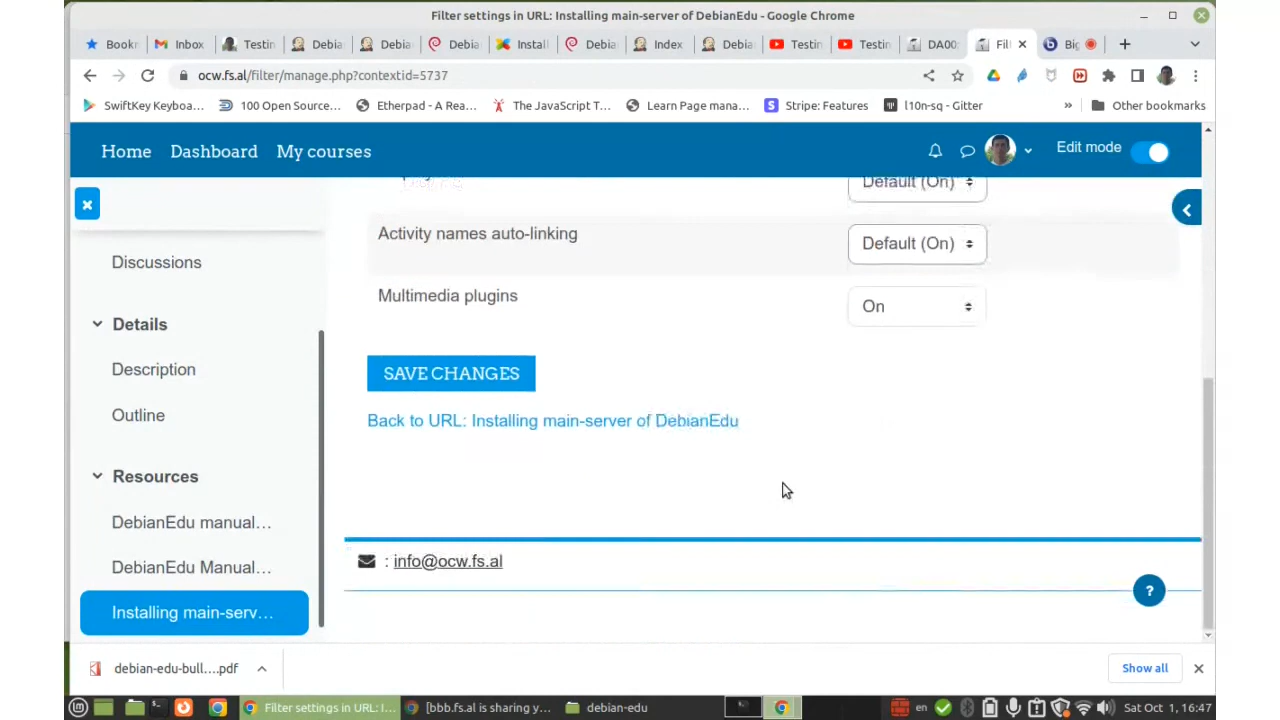 Filter settings in URL: Installing main-server of DebianEdu - Google Chrome
Bookr
Inbox
Testin
Debia
Debia
Debia
Install
Debia
Index
Debia
Testin
Testin
DA00
Fil
Big
ocw.fs.al/filter/manage.php?contextid=5737
SwiftKey Keyboa...
100 Open Source...
Etherpad - A Rea...
The JavaScript T...
Learn Page mana...
Stripe: Features
l10n-sq - Gitter
»
Other bookmarks
Home
Dashboard
My courses
Edit mode
Default (On)
Activity names auto-linking
Default (On)
Discussions
Multimedia plugins
On
Details
SAVE CHANGES
Description
Outline
Back to URL: Installing main-server of DebianEdu
Resources
DebianEdu manual...
DebianEdu Manual...
Installing main-serv...
: info@ocw.fs.al
?
debian-edu-bull....pdf
Show all
Filter settings in URL: I...
[bbb.fs.al is sharing y...
debian-edu
en
Sat Oct 1, 16:47